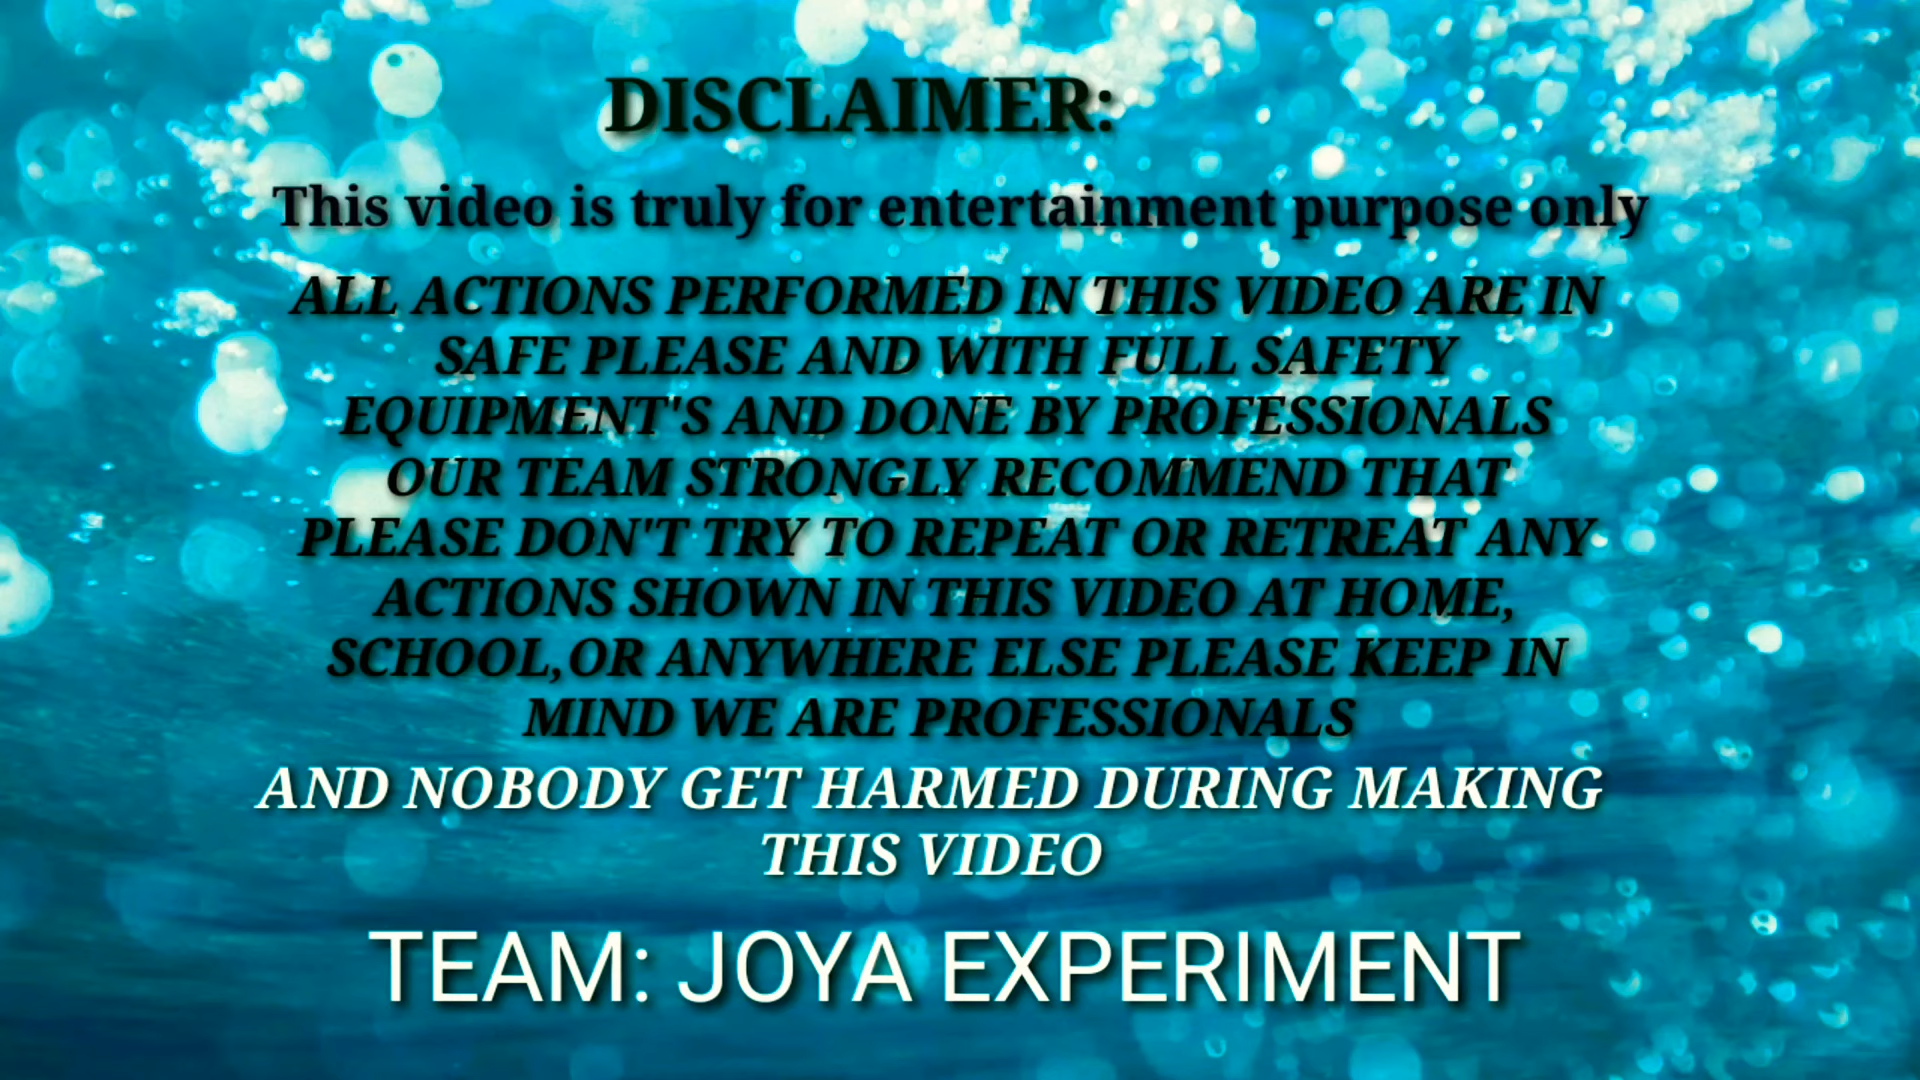 DISCLAIMER:
This video is truly for entertainment purpose only
ALL ACTIONS PERFORMED IN THIS VIDEO ARE IN
SAFE PLEASE AND WITH FULL SAFETY
EQUIPMENT'S AND DONE BY PROFESSIONALS
OUR TEAM STRONGLY RECOMMEND THAT
PLEASE DON'T TRY TO REPEAT OR RETREAT ANY
ACTIONS SHOWN IN THIS VIDEO AT HOME,
SCHOOL,OR ANYWHERE ELSE PLEASE KEEP IN
MIND WE ARE PROFESSIONALS
AND NOBODY GET HARMED DURING MAKING
THIS VIDEO
TEAM: JOYA EXPERIMENT